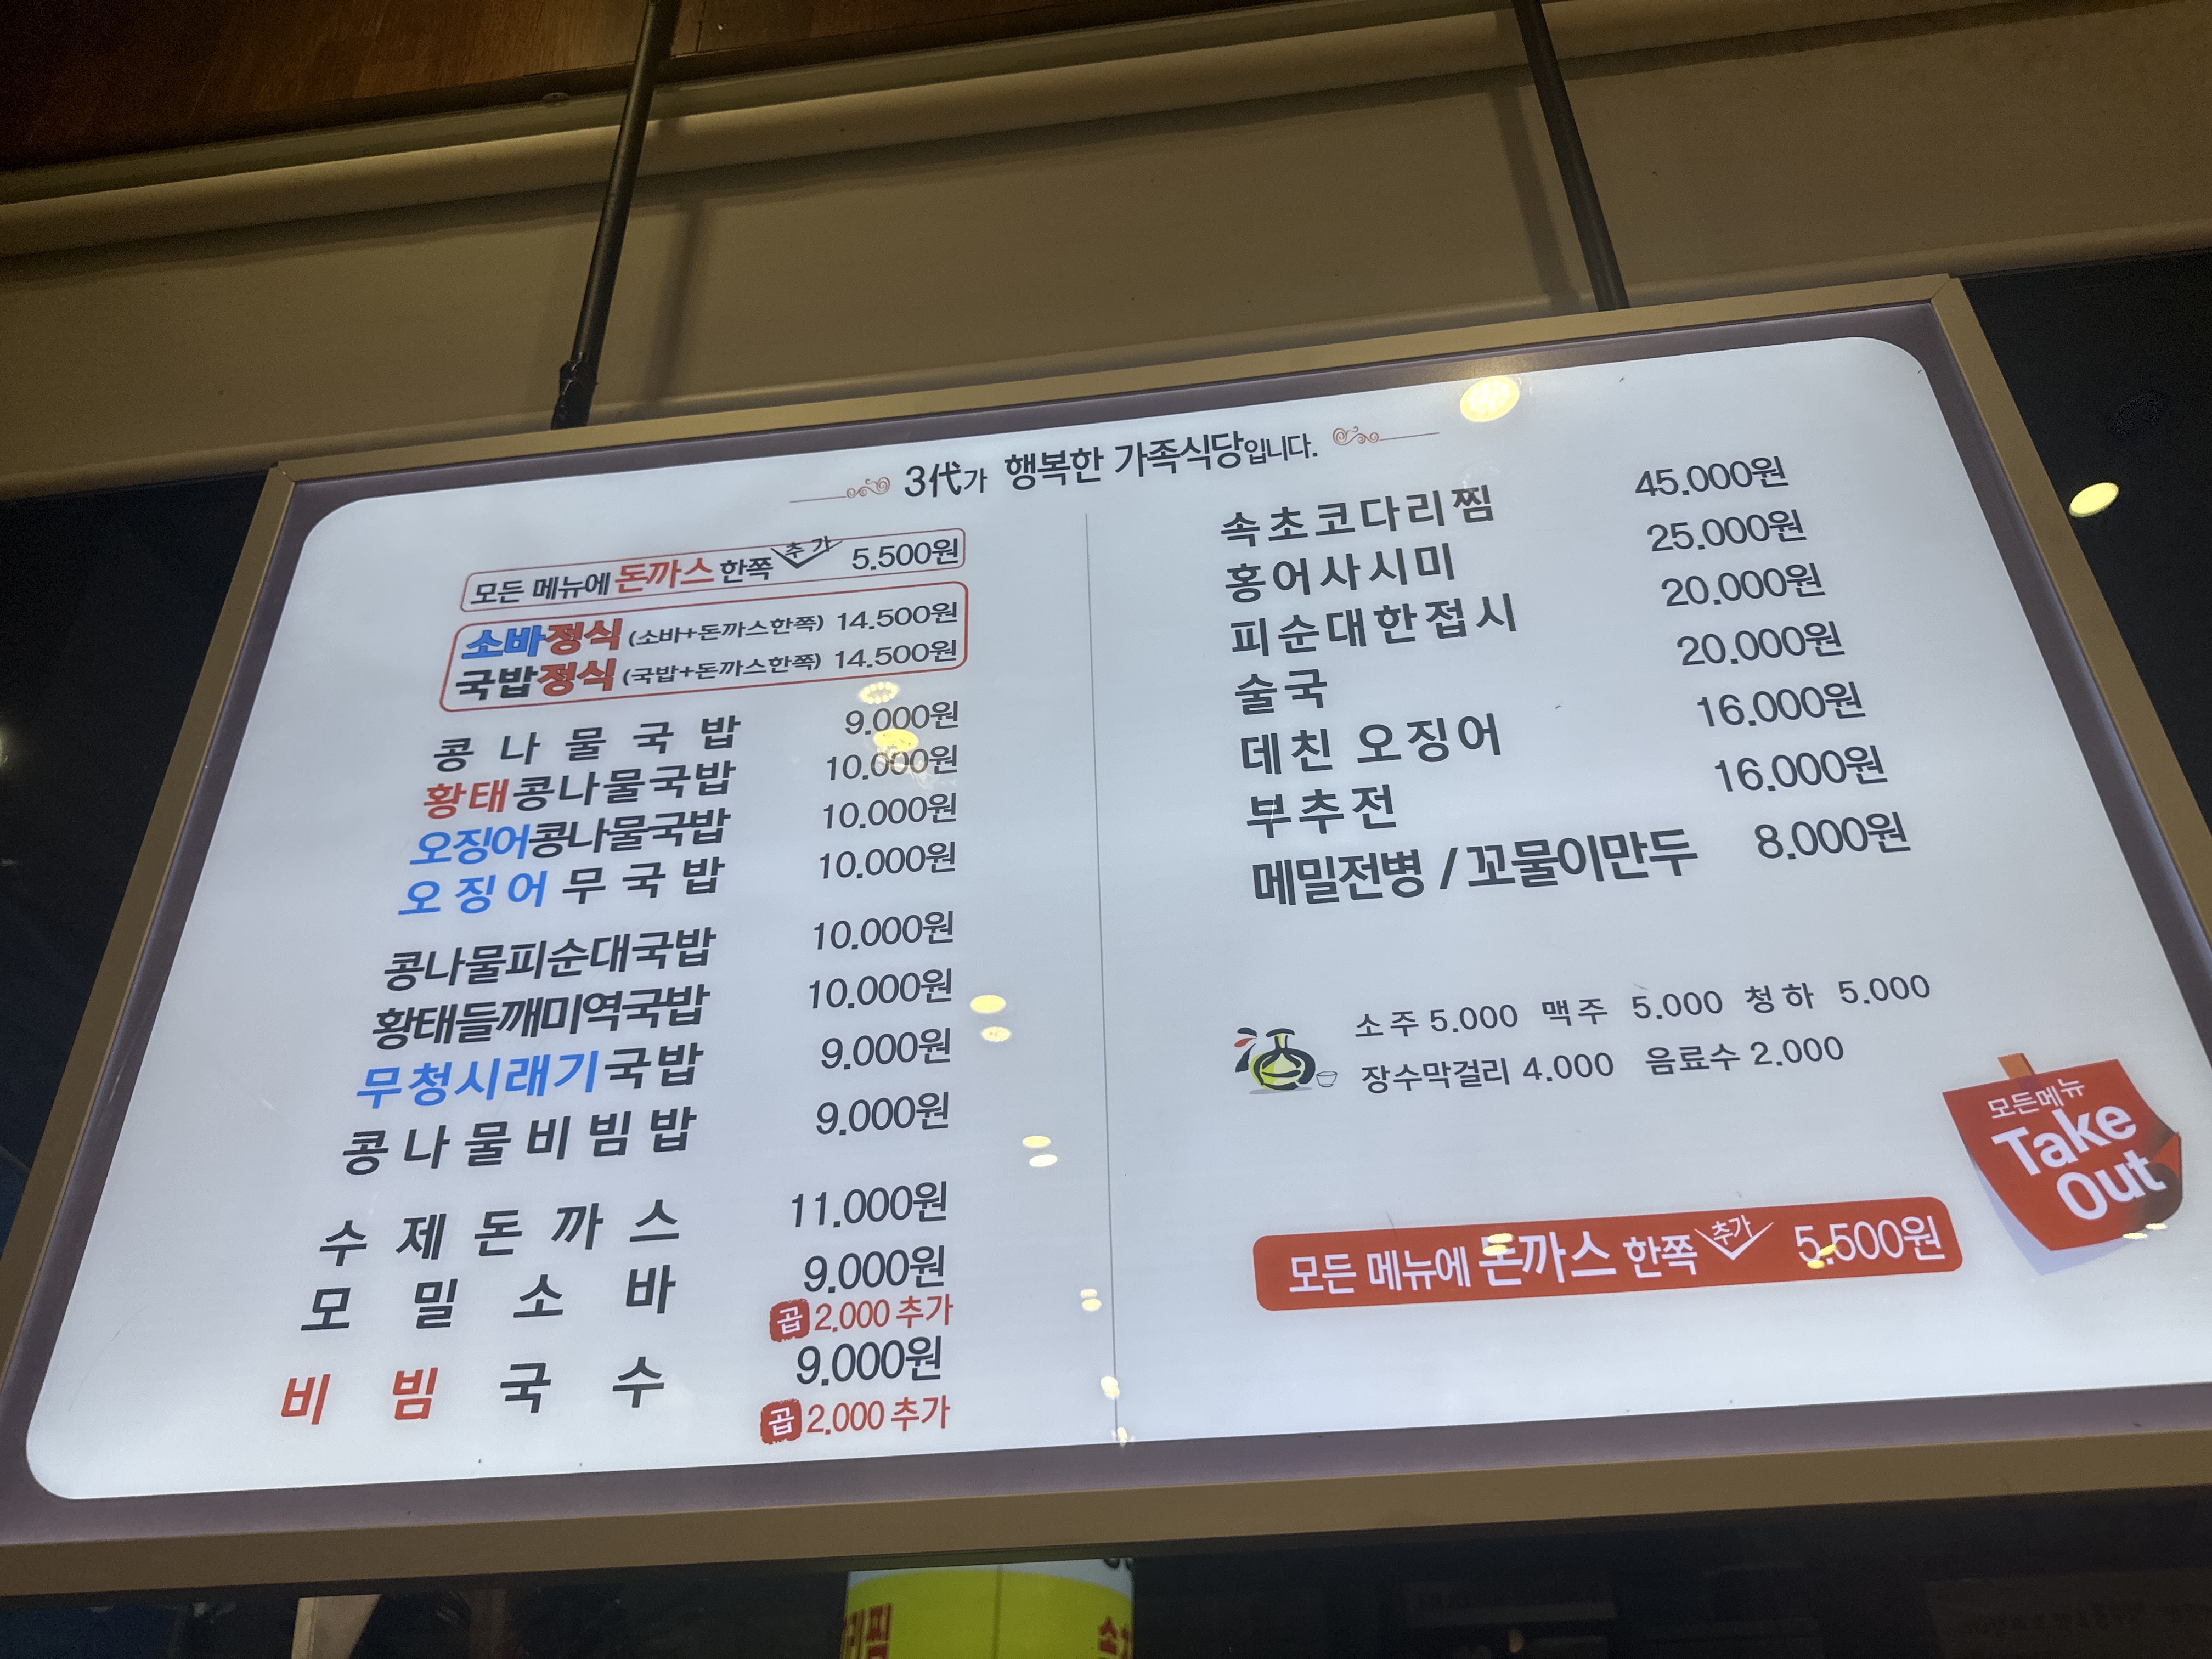 3代가 행복한 가족식당입니다.
모든 메뉴에 돈까스 한쪽 추가 5.500원
소바정식 (소바+돈까스한쪽) 14.500원
국밥정식 (국밥+돈까스한쪽) 14.500원
콩나물국밥 9.000원
황태콩나물국밥 10.000원
오징어콩나물국밥 10.000원
오징어무국밥 10.000원
콩나물피순대국밥 10.000원
황태들깨미역국밥 10.000원
무청시래기국밥 9.000원
콩나물비빔밥 9.000원
수제돈까스 11.000원
모밀소바 9.000원
곱 2.000 추가
비빔국수 9.000원
곱 2.000 추가
속초코다리찜 45.000원
홍어사시미 25.000원
피순대한접시 20.000원
술국 20.000원
데친 오징어 16.000원
부추전 16.000원
메밀전병 / 꼬물이만두 8.000원
소주 5.000 맥주 5.000 청하 5.000
장수막걸리 4.000 음료수 2.000
모든메뉴
Take
Out
모든 메뉴에 돈까스 한쪽 추가 5.500원